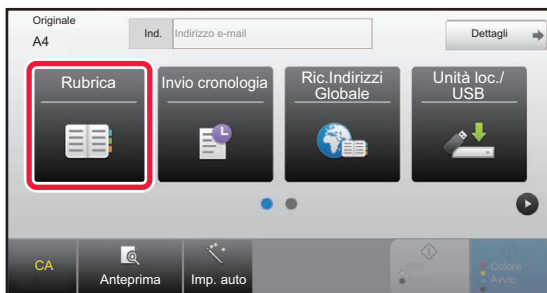 Originale
A4
Ind.
Indirizzo e-mail
Dettagli
Rubrica
Invio cronologia
Ric.Indirizzi
Globale
Unità loc./
USB
CA
Anteprima
Imp. auto
B/N
Colore
Avvio